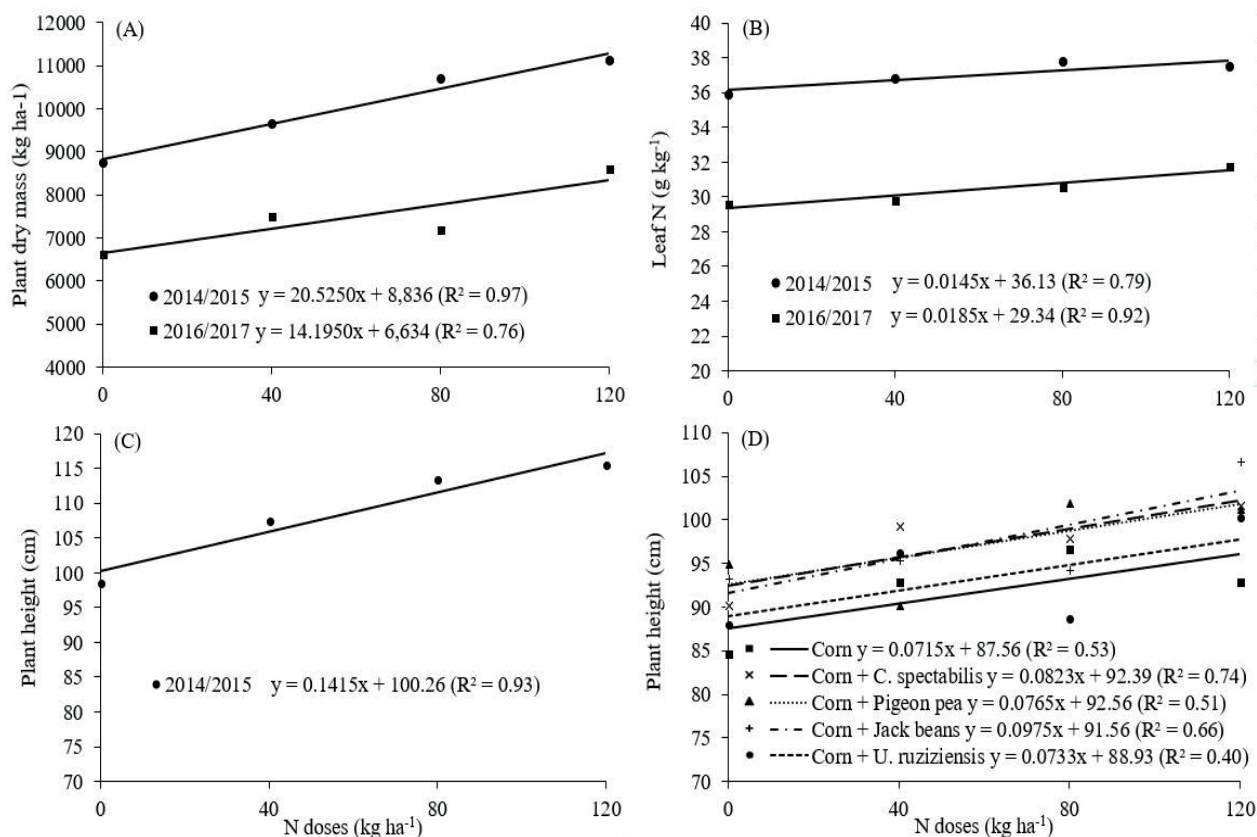 (A)
Plant dry mass (kg ha-1)
12000
11000
10000
9000
8000
7000
6000
5000
4000
2014/2015 y = 20.5250x + 8,836 (R² = 0.97)
2016/2017 y = 14.1950x + 6,634 (R² = 0.76)
0 40 80 120
(B)
Leaf N (g kg⁻¹)
40
38
36
34
32
30
28
26
24
22
20
2014/2015 y = 0.0145x + 36.13 (R² = 0.79)
2016/2017 y = 0.0185x + 29.34 (R² = 0.92)
0 40 80 120
(C)
Plant height (cm)
120
115
110
105
100
95
90
85
80
75
70
2014/2015 y = 0.1415x + 100.26 (R² = 0.93)
0 40 80 120
N doses (kg ha⁻¹)
(D)
Plant height (cm)
110
105
100
95
90
85
80
75
70
Corn y = 0.0715x + 87.56 (R² = 0.53)
Corn + C. spectabilis y = 0.0823x + 92.39 (R² = 0.74)
Corn + Pigeon pea y = 0.0765x + 92.56 (R² = 0.51)
Corn + Jack beans y = 0.0975x + 91.56 (R² = 0.66)
Corn + U. ruziziensis y = 0.0733x + 88.93 (R² = 0.40)
0 40 80 120
N doses (kg ha⁻¹)